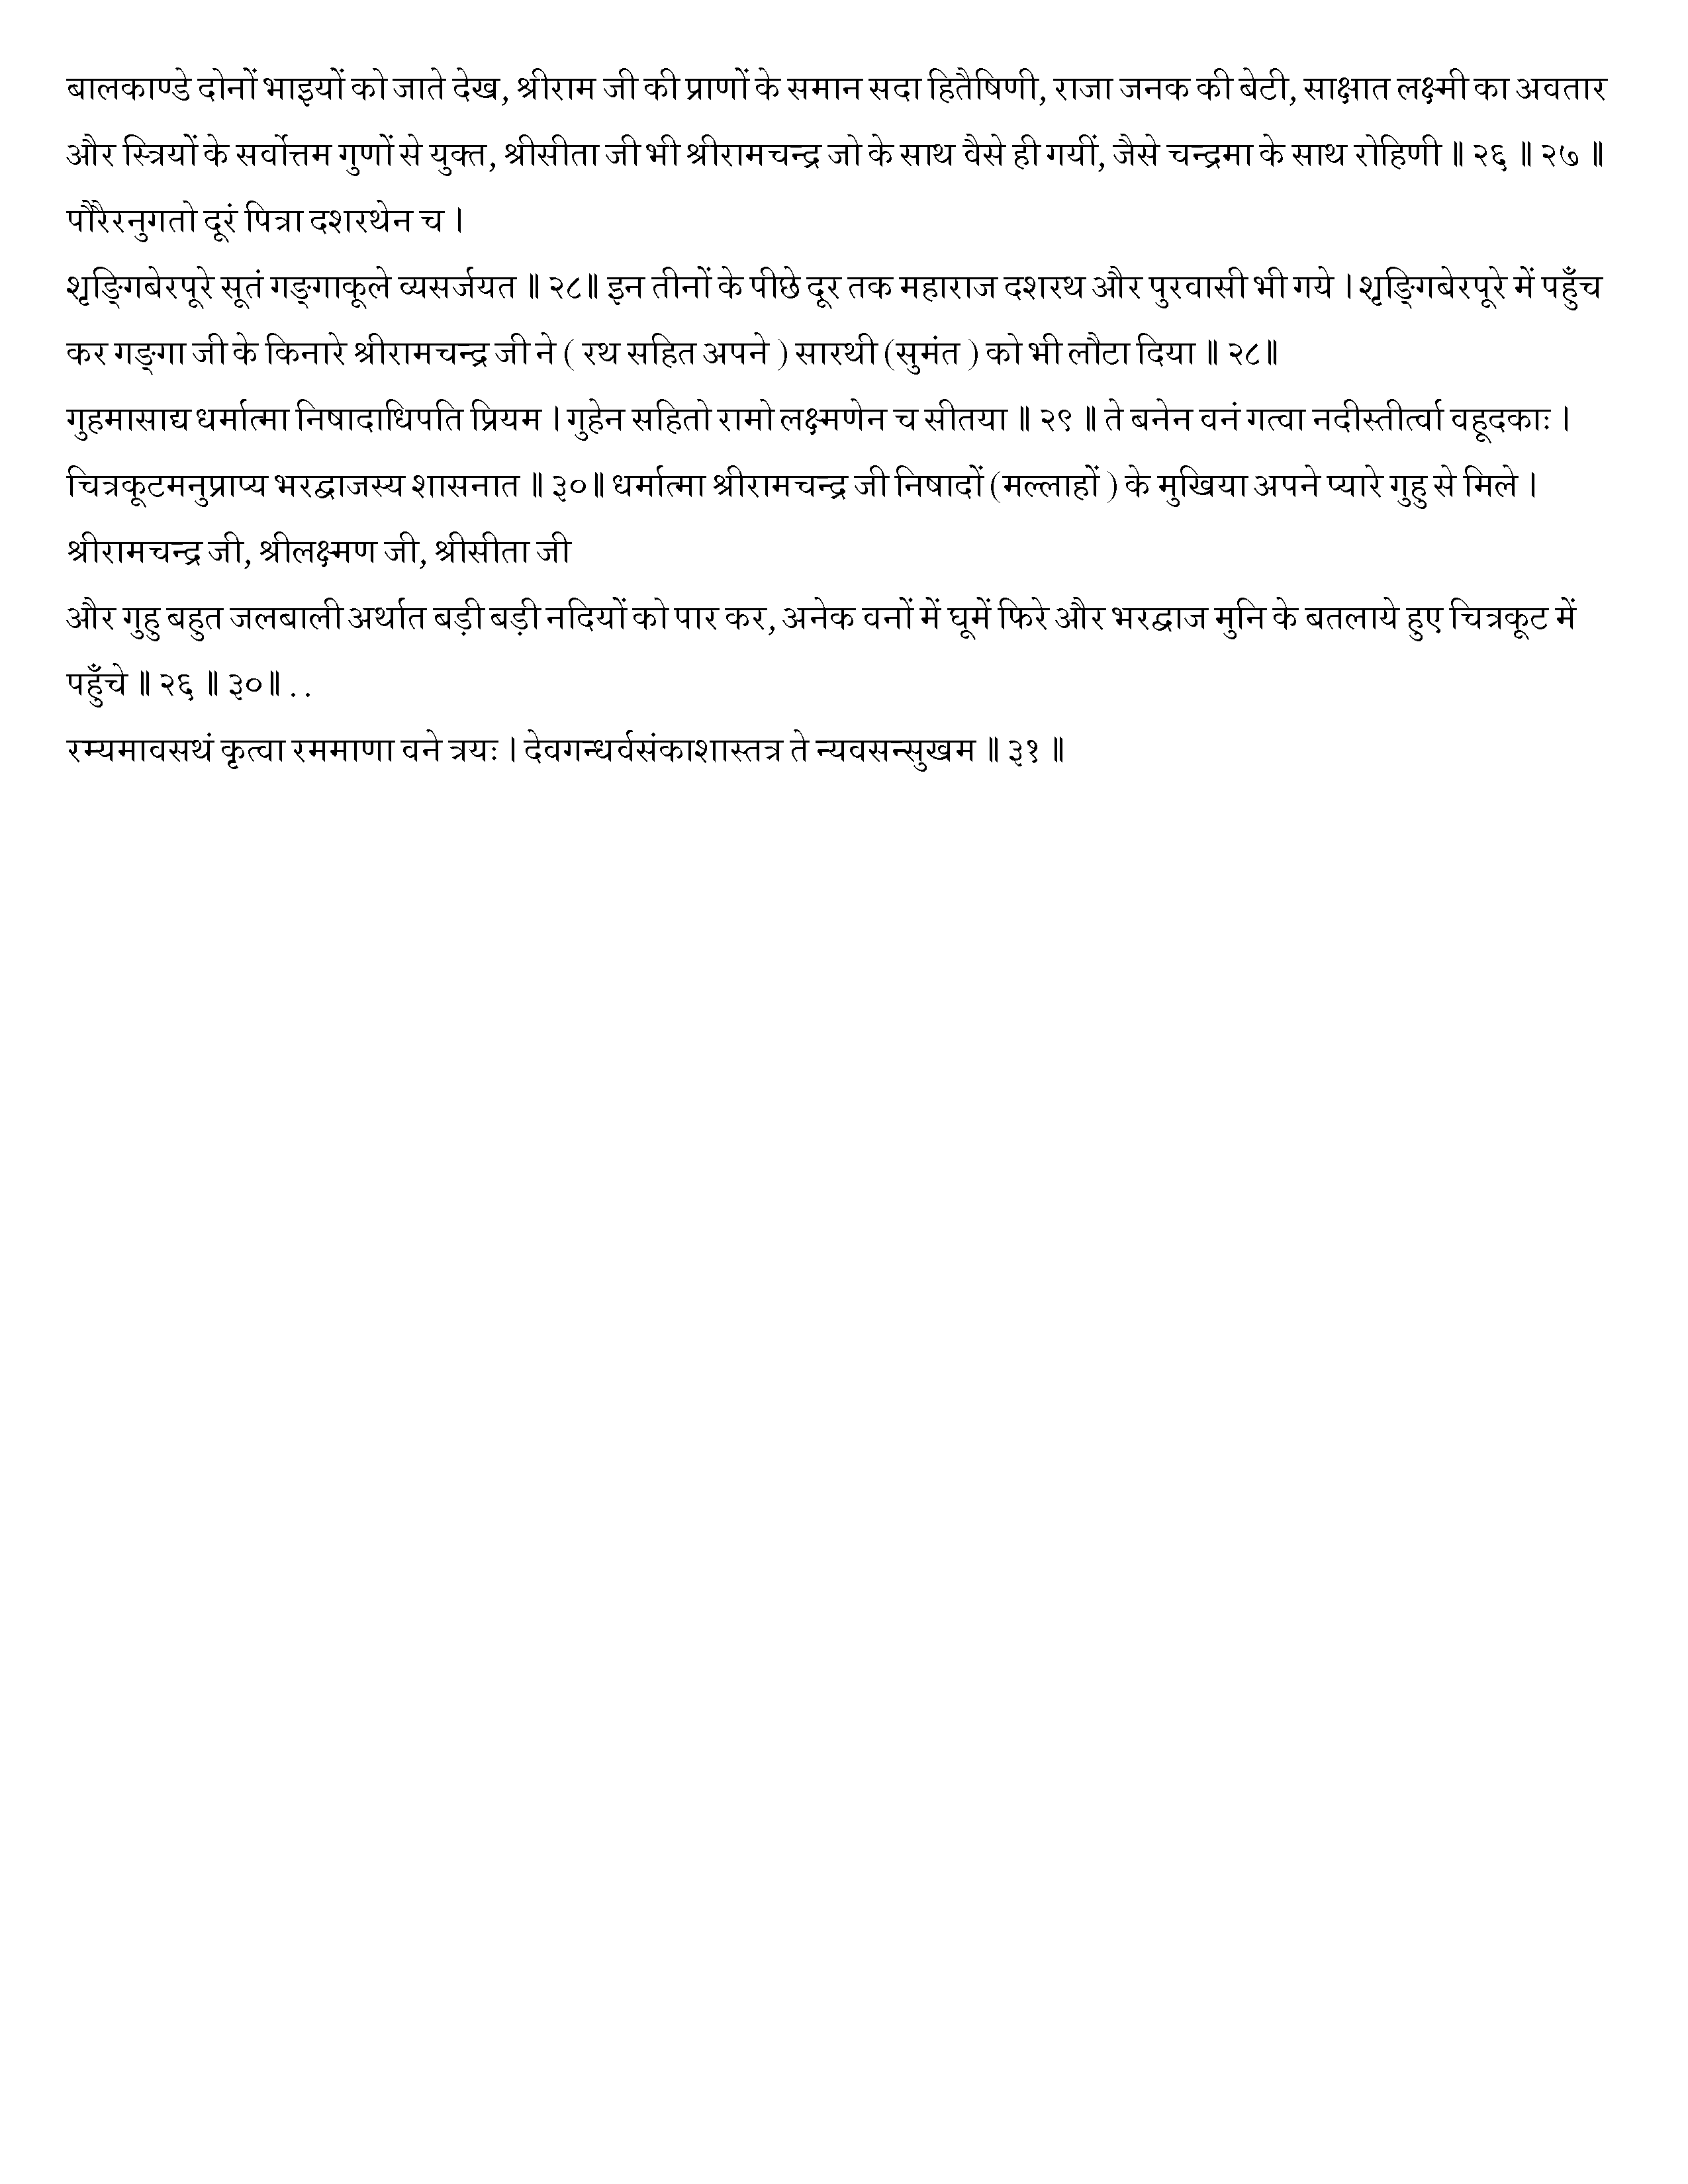 बालकाण्डे दोनों भाइयों को जाते देख, श्रीराम जी की प्राणों के समान सदा हितैषिणी, राजा जनक की बेटी, साक्षात लक्ष्मी का अवतार
और स्त्रियों के सर्वोत्तम गुणों से युक्त, श्रीसीता जी भी श्रीरामचन्द्र जो के साथ वैसे ही गयीं, जैसे चन्द्रमा के साथ रोहिणी ॥ २६ ॥ २७ ॥
पौरैरनुगतो दूरं पित्रा दशरथेन च ।
शृङ्गिबेरपूरे सूतं गङ्गाकूले व्यसर्जयत ॥ २८॥ इन तीनों के पीछे दूर तक महाराज दशरथ और पुरवासी भी गये । शृङ्गिबेरपूरे में पहुँच
कर गङ्गा जी के किनारे श्रीरामचन्द्र जी ने ( रथ सहित अपने ) सारथी (सुमंत ) को भी लौटा दिया ॥ २८॥
गुहमासाद्य धर्मात्मा निषादाधिपति प्रियम । गुहेन सहितो रामो लक्ष्मणेन च सीतया ॥ २९ ॥ ते बनेन वनं गत्वा नदीस्तीर्त्वा वहूदकाः ।
चित्रकूटमनुप्राप्य भरद्वाजस्य शासनात ॥ ३०॥ धर्मात्मा श्रीरामचन्द्र जी निषादों (मल्लाहों ) के मुखिया अपने प्यारे गुहु से मिले ।
श्रीरामचन्द्र जी, श्रीलक्ष्मण जी, श्रीसीता जी
और गुहु बहुत जलबाली अर्थात बड़ी बड़ी नदियों को पार कर, अनेक वनों में घूमें फिरे और भरद्वाज मुनि के बतलाये हुए चित्रकूट में
पहुँचे ॥ २६ ॥ ३०॥ . .
रम्यमावसथं कृत्वा रममाणा वने त्रयः । देवगन्धर्वसंकाशास्तत्र ते न्यवसन्सुखम ॥ ३१ ॥